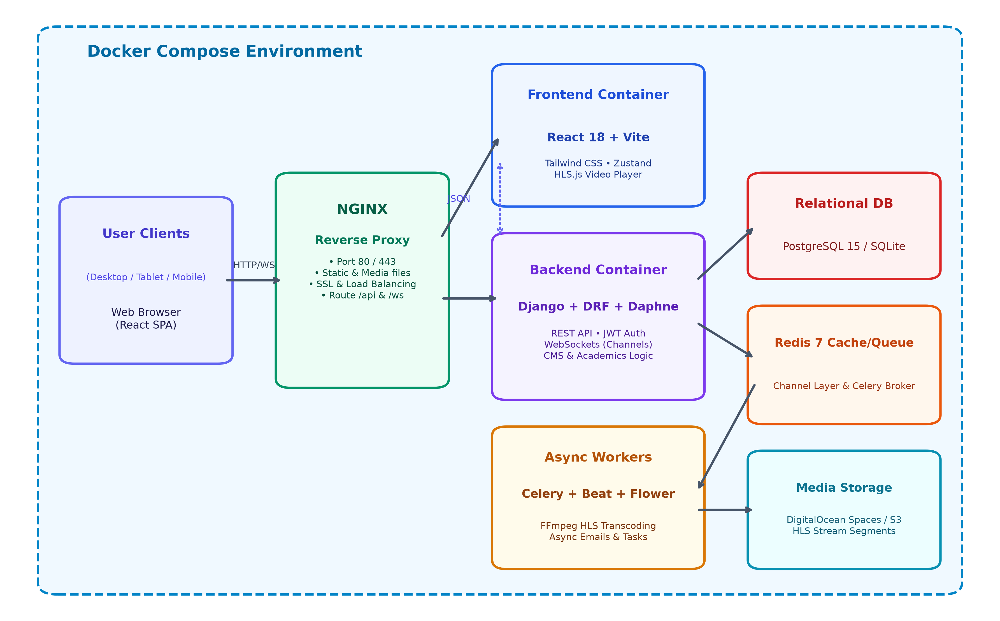 Docker Compose Environment
User Clients
(Desktop / Tablet / Mobile)
Web Browser
(React SPA)
HTTP/WS
NGINX
Reverse Proxy
• Port 80 / 443
• Static & Media files
• SSL & Load Balancing
• Route /api & /ws
JSON
Frontend Container
React 18 + Vite
Tailwind CSS • Zustand
HLS.js Video Player
Backend Container
Django + DRF + Daphne
REST API • JWT Auth
WebSockets (Channels)
CMS & Academics Logic
Async Workers
Celery + Beat + Flower
FFmpeg HLS Transcoding
Async Emails & Tasks
Relational DB
PostgreSQL 15 / SQLite
Redis 7 Cache/Queue
Channel Layer & Celery Broker
Media Storage
DigitalOcean Spaces / S3
HLS Stream Segments